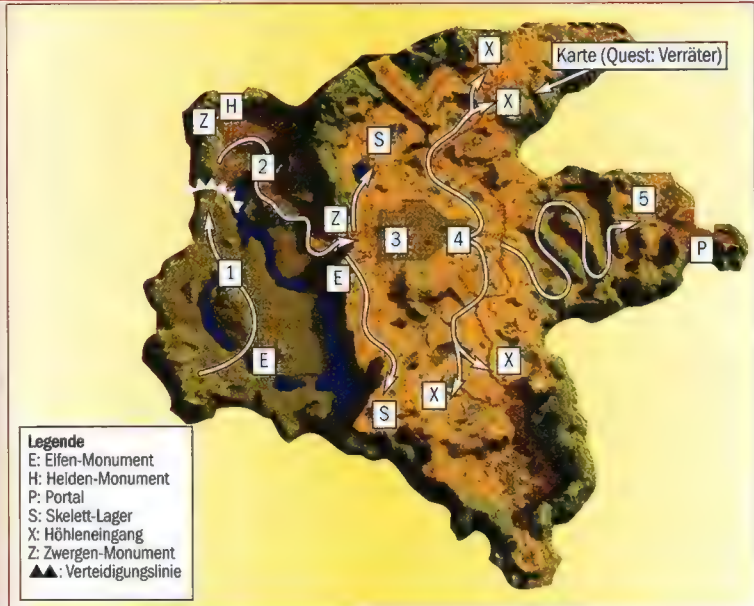 X
Karte (Quest: Verräter)
H
Z
X
S
2
5
Z
3
4
P
1
E
E
X
X
S
Legende
E: Elfen-Monument
H: Helden-Monument
P: Portal
S: Skelett-Lager
X: Höhleneingang
Z: Zwergen-Monument
▲▲: Verteidigungslinie